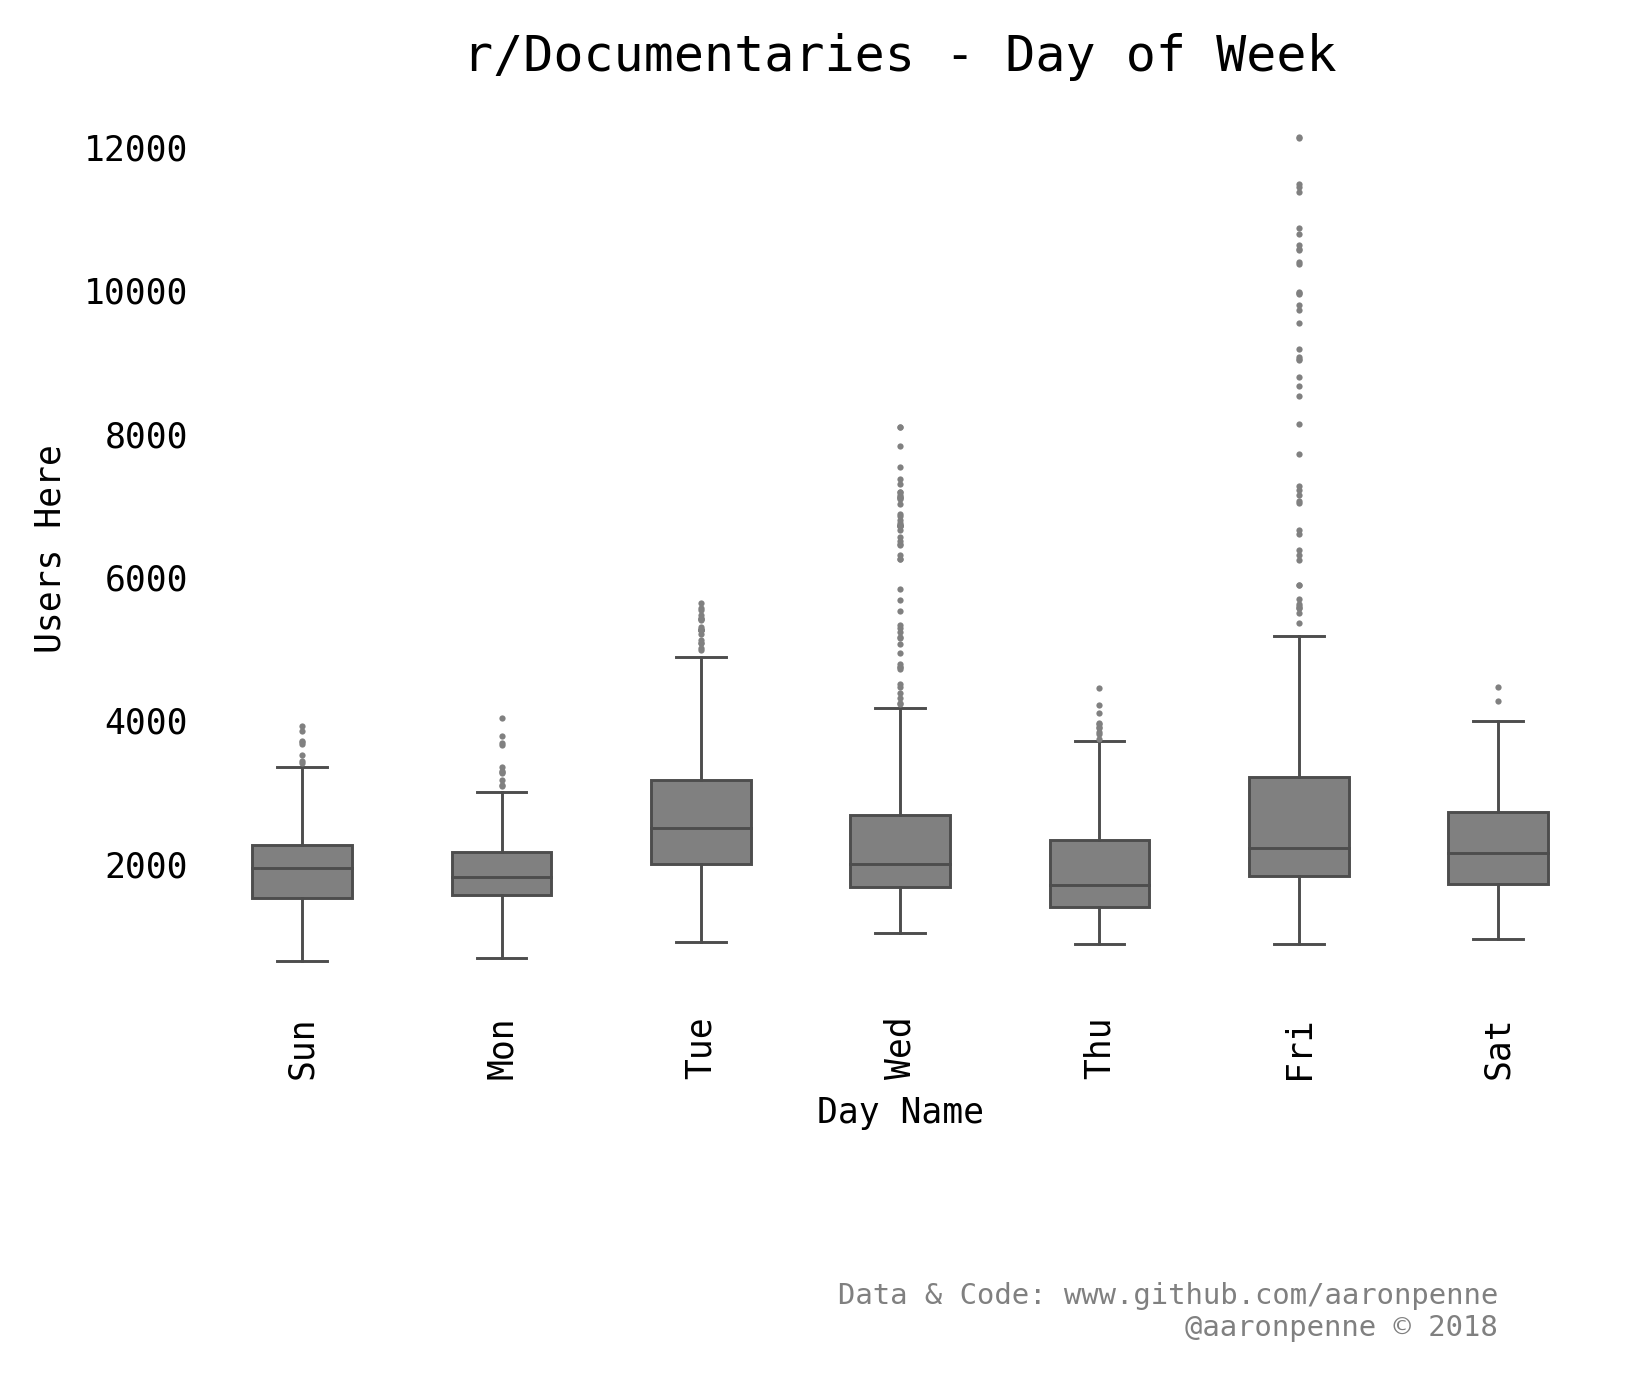 r/Documentaries - Day of Week
12000
10000
8000
6000
4000
2000
Users Here
Sun
Mon
Tue
Wed
Thu
Fri
Sat
Day Name
Data & Code: www.github.com/aaronpenne
@aaronpenne © 2018